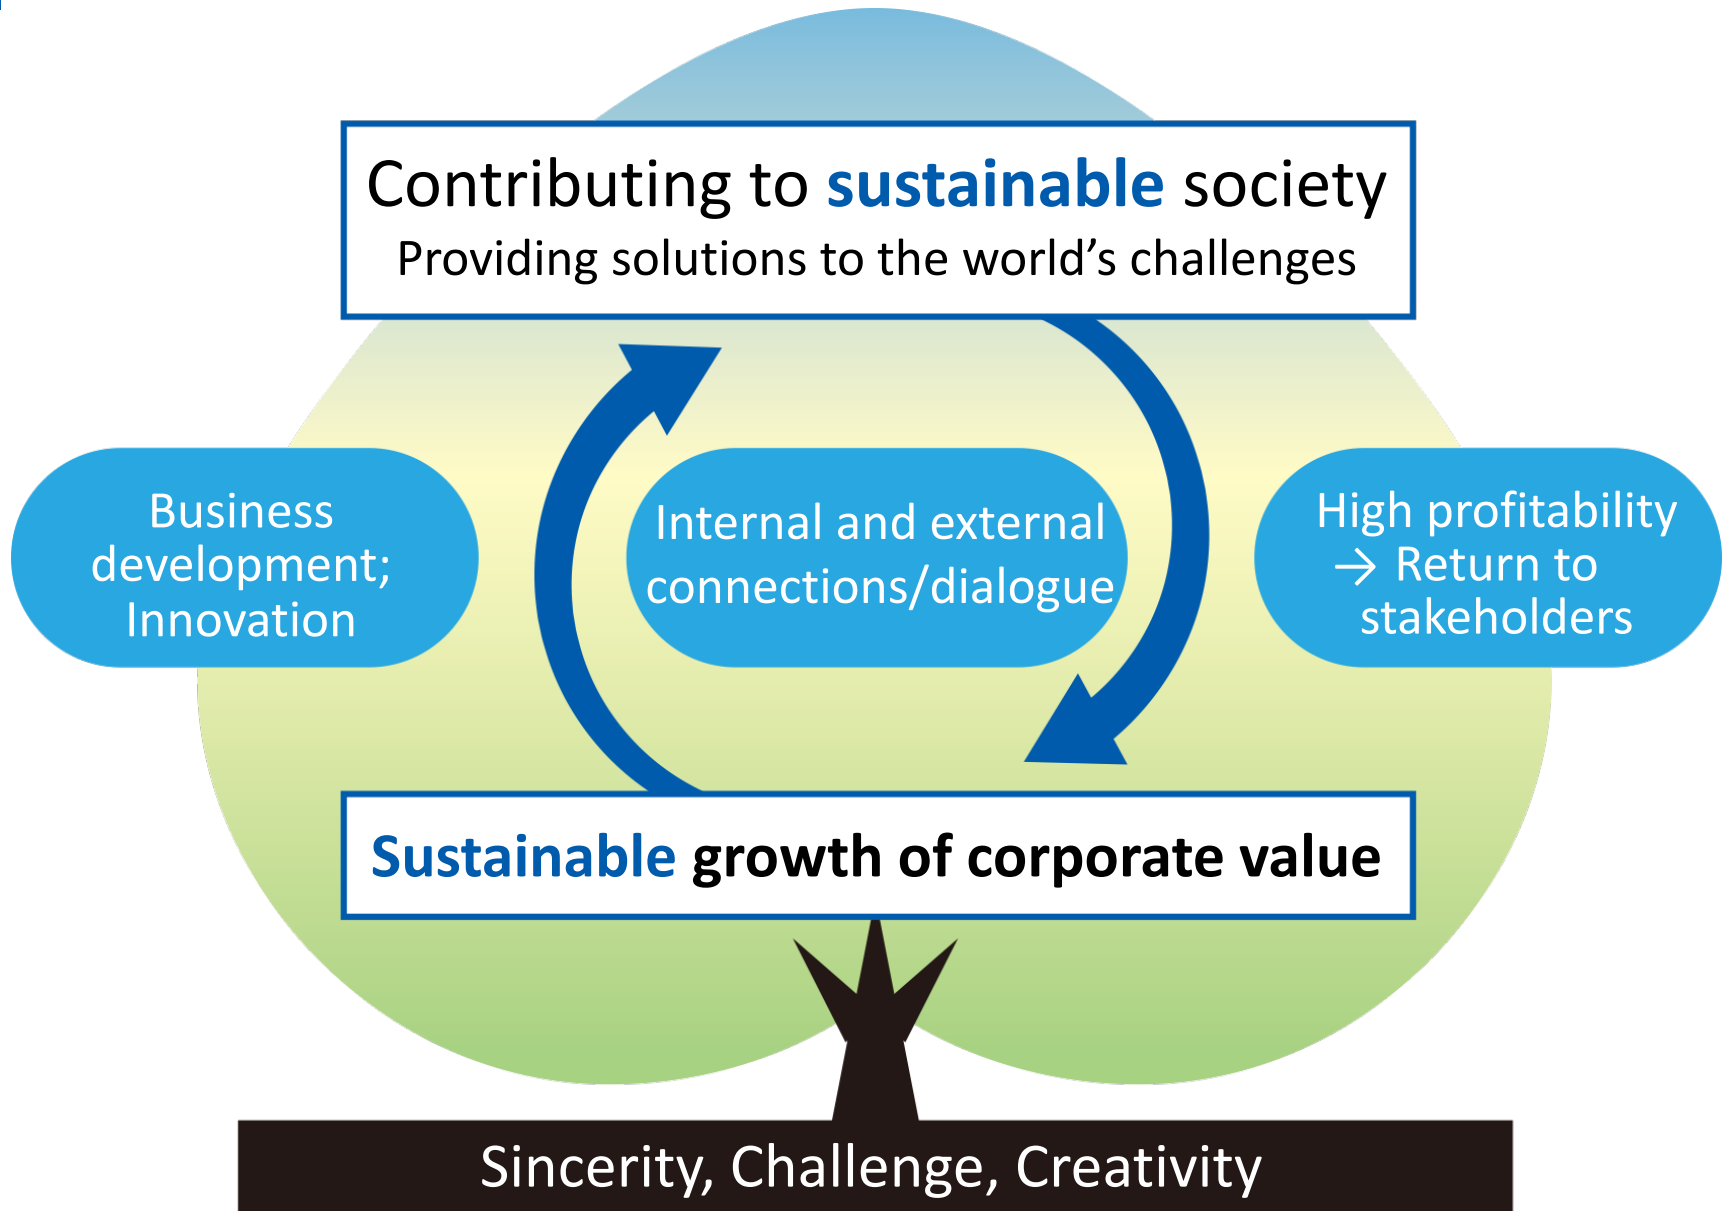 Contributing to sustainable society
Providing solutions to the world’s challenges
Business
development;
Innovation
Internal and external
connections/dialogue
High profitability
→ Return to
stakeholders
Sustainable growth of corporate value
Sincerity, Challenge, Creativity